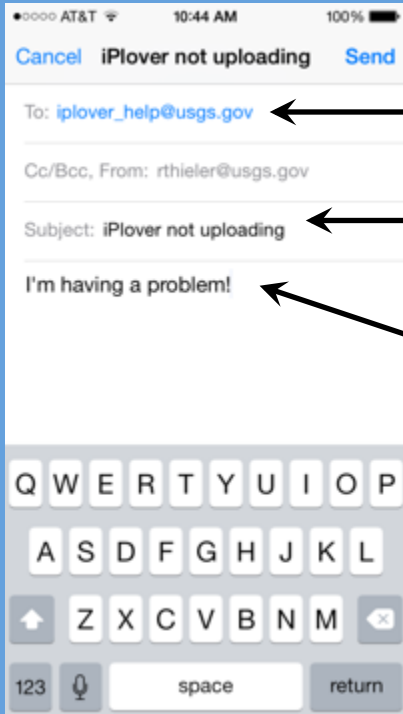 AT&T 10:44 AM 100%
Cancel iPlover not uploading Send
To: iplover_help@usgs.gov
Cc/Bcc, From: rthieler@usgs.gov
Subject: iPlover not uploading
I'm having a problem!
Q W E R T Y U I O P
A S D F G H J K L
Z X C V B N M
123 space return